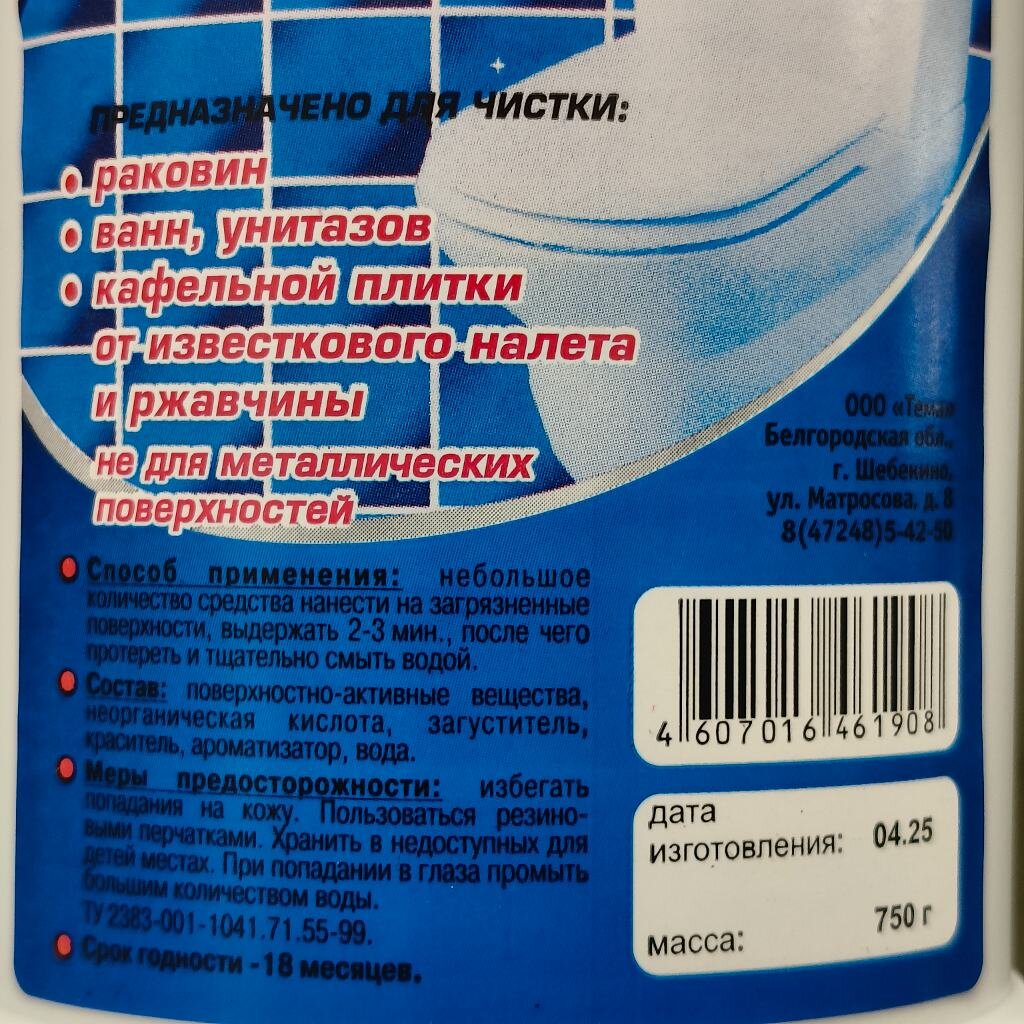 ПРЕДНАЗНАЧЕНО ДЛЯ ЧИСТКИ:
• раковин
• ванн, унитазов
• кафельной плитки
от известкового налета
и ржавчины
не для металлических
поверхностей
ООО «Тема»
Белгородская обл.,
г. Шебекино,
ул. Матросова, д. 8
8(47248)5-42-50
• Способ применения: небольшое
количество средства нанести на загрязненные
поверхности, выдержать 2-3 мин., после чего
протереть и тщательно смыть водой.
• Состав: поверхностно-активные вещества,
неорганическая кислота, загуститель,
краситель, ароматизатор, вода.
• Меры предосторожности: избегать
попадания на кожу. Пользоваться резино-
выми перчатками. Хранить в недоступных для
детей местах. При попадании в глаза промыть
большим количеством воды.
ТУ 2383-001-1041.71.55-99.
• Срок годности - 18 месяцев.
4 607016 461908
дата
изготовления: 04.25
масса: 750 г